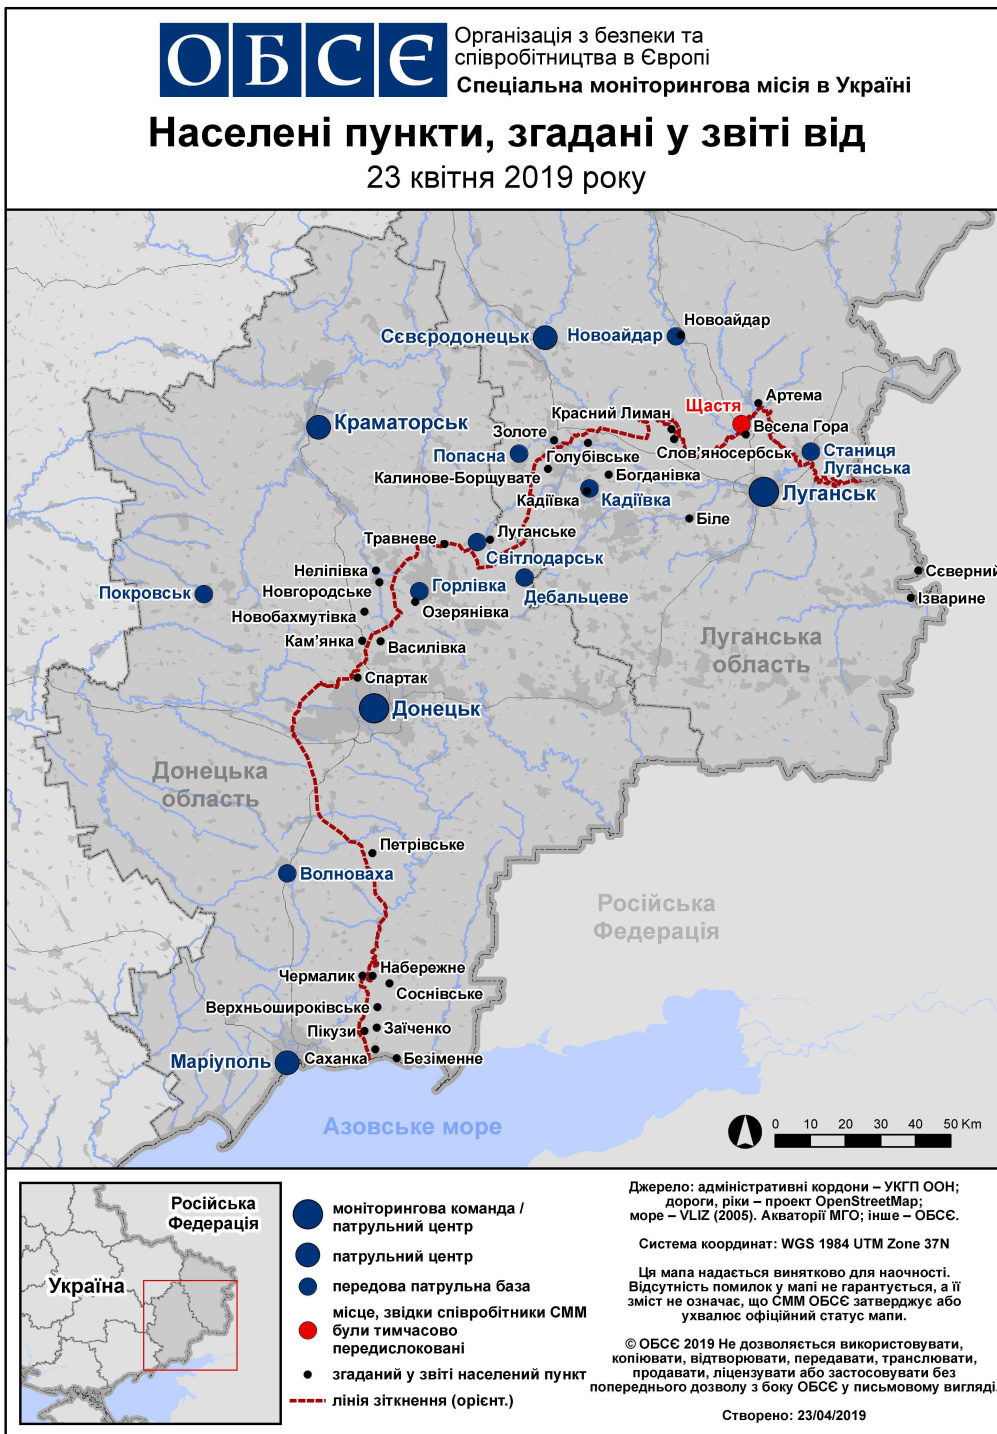 ОБСЄ
Організація з безпеки та
співробітництва в Європі
Спеціальна моніторингова місія в Україні
Населені пункти, згадані у звіті від
23 квітня 2019 року
Сєвєродонецьк
Новоайдар
Новоайдар
Артема
Щастя
Красний Лиман
Весела Гора
Краматорськ
Золоте
Попасна
Голубівське
Слов’яносербськ
Станиця
Луганська
Калинове-Борщувате
Богданівка
Кадіївка
Кадіївка
Луганськ
Біле
Травневе
Луганське
Світлодарськ
Неліпівка
Новгородське
Горлівка
Дебальцеве
Сєверний
Ізварине
Покровськ
Новобахмутівка
Озерянівка
Кам’янка
Василівка
Луганська
область
Спартак
Донецьк
Донецька
область
Петрівське
Волноваха
Російська
Федерація
Чермалик
Набережне
Соснівське
Верхньошироківське
Пікузи
Заїченко
Маріуполь
Саханка
Безіменне
Азовське море
0 10 20 30 40 50 Km
Російська
Федерація
Україна
моніторингова команда /
патрульний центр
патрульний центр
передова патрульна база
місце, звідки співробітники СММ
були тимчасово
передислоковані
згаданий у звіті населений пункт
лінія зіткнення (орієнт.)
Джерело: адміністративні кордони – УКГП ООН;
дороги, ріки – проект OpenStreetMap;
море – VLIZ (2005). Акваторії МГО; інше – ОБСЄ.
Система координат: WGS 1984 UTM Zone 37N
Ця мапа надається винятково для наочності.
Відсутність помилок у мапі не гарантується, а її
зміст не означає, що СММ ОБСЄ затверджує або
ухвалює офіційний статус мапи.
© ОБСЄ 2019 Не дозволяється використовувати,
копіювати, відтворювати, передавати, транслювати,
продавати, ліцензувати або застосовувати без
попереднього дозволу з боку ОБСЄ у письмовому вигляді.
Створено: 23/04/2019